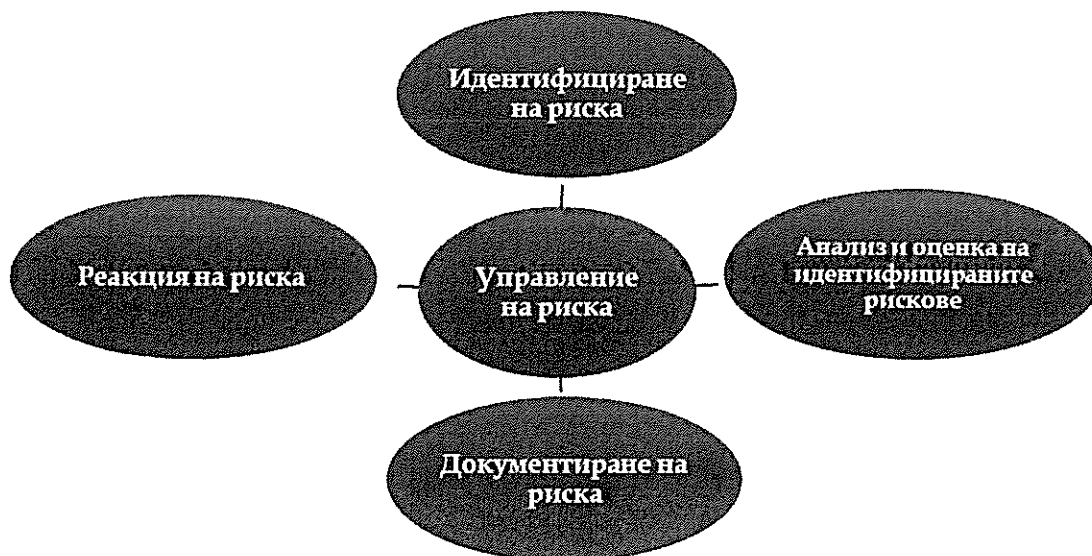 Идентифициране
на риска
Реакция на риска
Управление
на риска
Анализ и оценка на
идентифицираните
рискове
Документиране на
риска